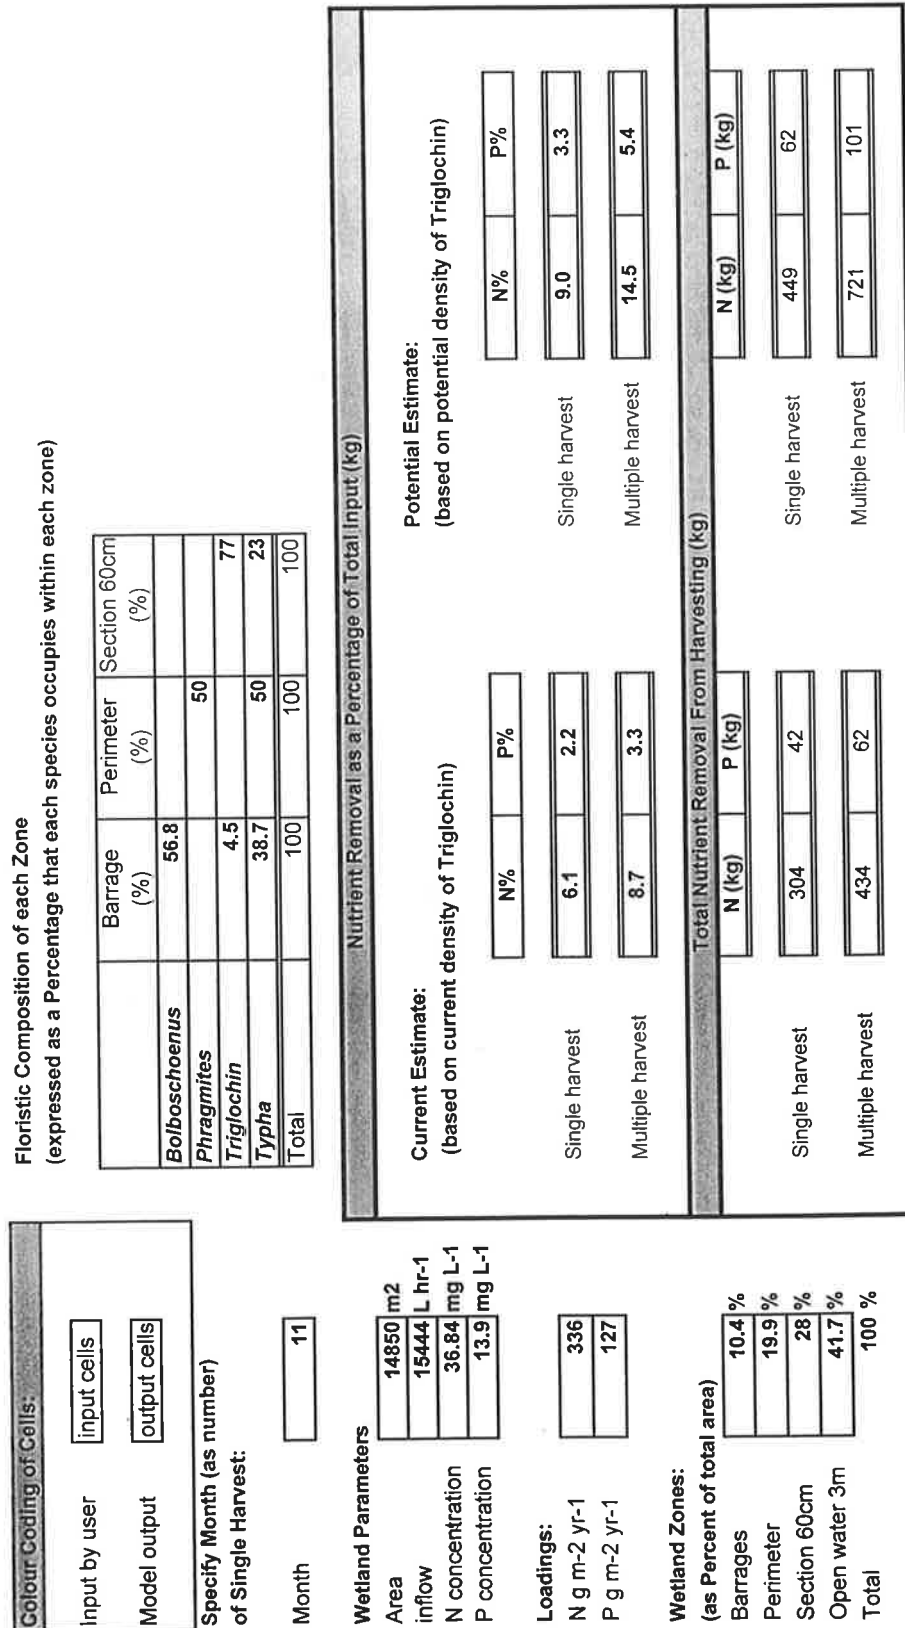 Colour Coding of Cells:
Input by user input cells
Model output output cells
Specify Month (as number)
of Single Harvest:
Month 11
Wetland Parameters
Area 14850 m2
inflow 15444 L hr-1
N concentration 36.84 mg L-1
P concentration 13.9 mg L-1
Loadings:
N g m-2 yr-1 336
P g m-2 yr-1 127
Wetland Zones:
(as Percent of total area)
Barrages 10.4 %
Perimeter 19.9 %
Section 60cm 28 %
Open water 3m 41.7 %
Total 100 %
Floristic Composition of each Zone
(expressed as a Percentage that each species occupies within each zone)
Barrage Perimeter Section 60cm
(%) (%) (%)
Bolboschoenus 56.8
Phragmites 50
Triglochin 4.5 77
Typha 38.7 50 23
Total 100 100 100
Nutrient Removal as a Percentage of Total Input (kg)
Current Estimate:
(based on current density of Triglochin)
N% P%
Single harvest 6.1 2.2
Multiple harvest 8.7 3.3
Potential Estimate:
(based on potential density of Triglochin)
N% P%
Single harvest 9.0 3.3
Multiple harvest 14.5 5.4
Total Nutrient Removal From Harvesting (kg)
N (kg) P (kg)
Single harvest 304 42
Multiple harvest 434 62
N (kg) P (kg)
Single harvest 449 62
Multiple harvest 721 101